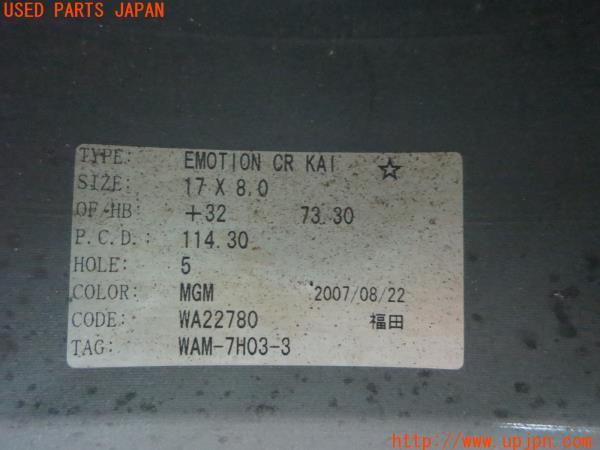 USED PARTS JAPAN
TYPE: EMOTION CR KAI ☆
SIZE: 17 X 8.0
OF-HB: +32 73.30
P.C.D.: 114.30
HOLE: 5
COLOR: MGM 2007/08/22
CODE: WA22780 福田
TAG: WAM-7H03-3
http://www.upjpn.com/